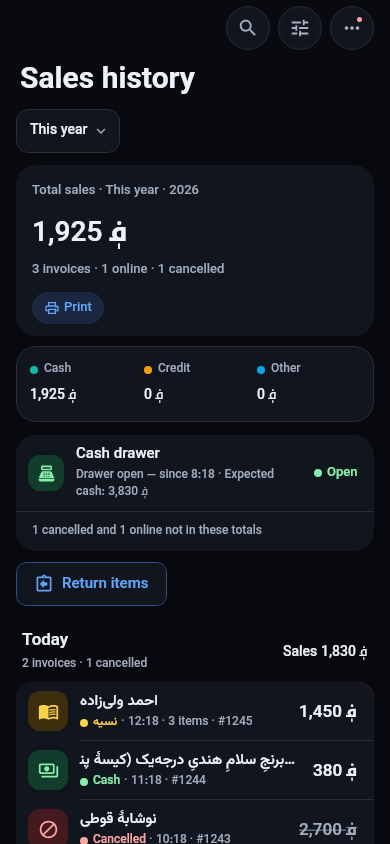 Sales history
This year
Total sales · This year · 2026
1,925 ؋
3 invoices · 1 online · 1 cancelled
Print
Cash
1,925 ؋
Credit
0 ؋
Other
0 ؋
Cash drawer
Drawer open — since 8:18 · Expected
cash: 3,830 ؋
Open
1 cancelled and 1 online not in these totals
Return items
Today
2 invoices · 1 cancelled
Sales 1,830 ؋
احمد ولی‌زاده
نسیه · 12:18 · 3 items · #1245
1,450 ؋
برنجِ سلامِ هندیِ درجه‌یک (کیسهٔ پن…
Cash · 11:18 · #1244
380 ؋
نوشابهٔ قوطی
Cancelled · 10:18 · #1243
2,700 ؋